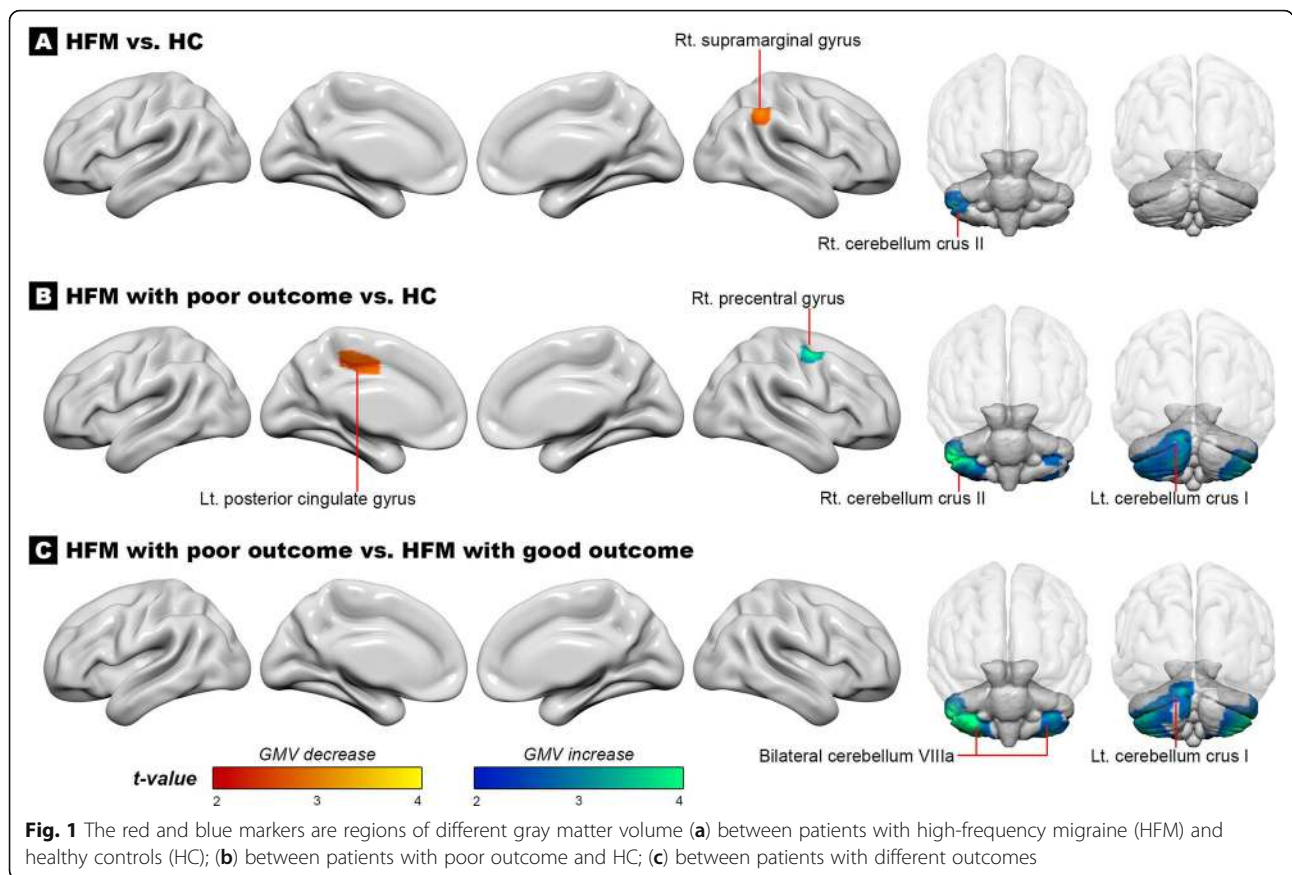 A HFM vs. HC
Rt. supramarginal gyrus
Rt. cerebellum crus II
B HFM with poor outcome vs. HC
Rt. precentral gyrus
Lt. posterior cingulate gyrus
Rt. cerebellum crus II
Lt. cerebellum crus I
C HFM with poor outcome vs. HFM with good outcome
Bilateral cerebellum VIIIa
Lt. cerebellum crus I
GMV decrease
GMV increase
t-value
2 3 4
2 3 4
Fig. 1 The red and blue markers are regions of different gray matter volume (a) between patients with high-frequency migraine (HFM) and
healthy controls (HC); (b) between patients with poor outcome and HC; (c) between patients with different outcomes